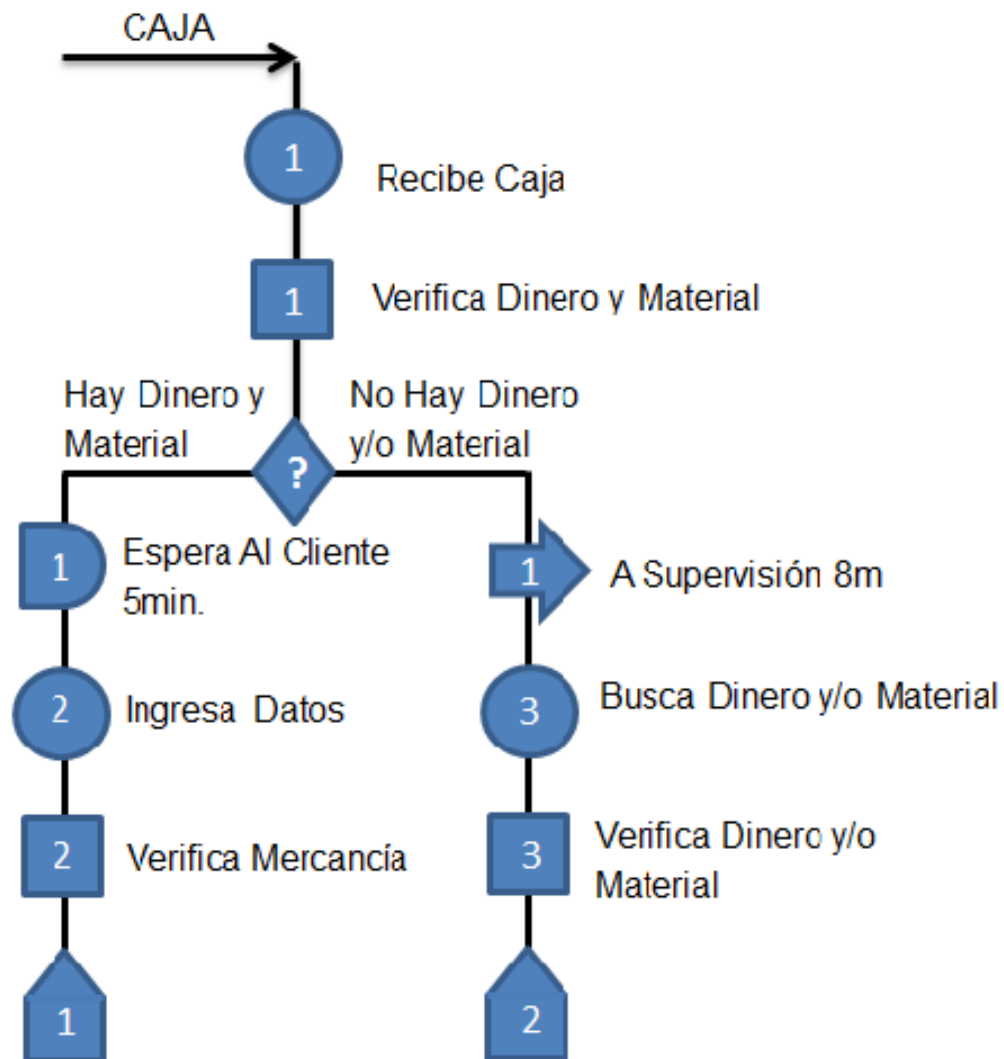 CAJA
1
Recibe Caja
1
Verifica Dinero y Material
Hay Dinero y
Material
No Hay Dinero
y/o Material
?
1
Espera Al Cliente
5min.
1
A Supervisión 8m
2
Ingresa Datos
3
Busca Dinero y/o Material
2
Verifica Mercancía
3
Verifica Dinero y/o
Material
1
2